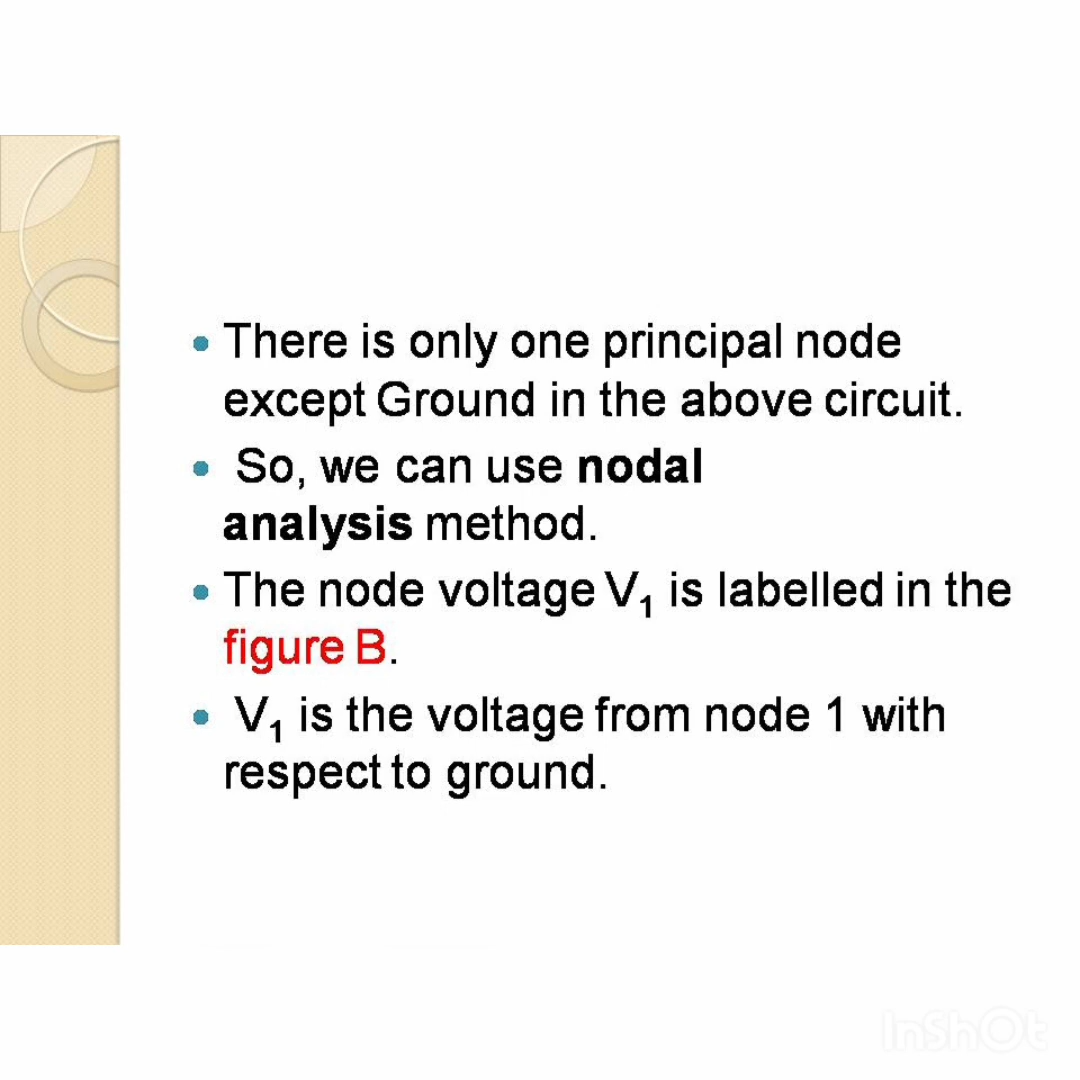 • There is only one principal node
except Ground in the above circuit.
• So, we can use nodal
analysis method.
• The node voltage V₁ is labelled in the
figure B.
• V₁ is the voltage from node 1 with
respect to ground.
InShOt